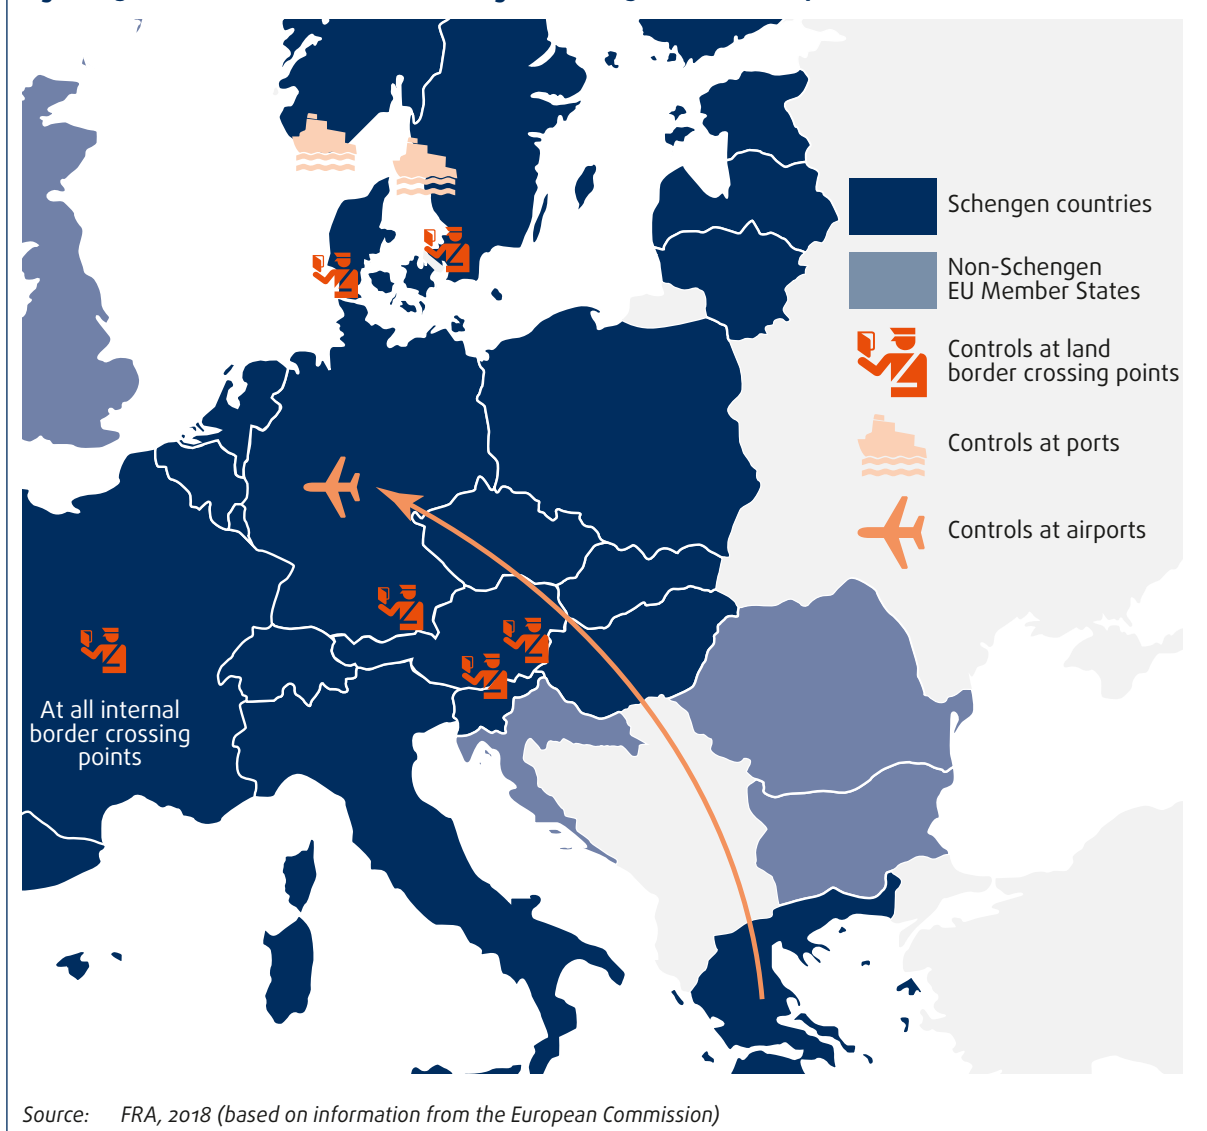 Schengen countries
Non-Schengen
EU Member States
Controls at land
border crossing points
Controls at ports
Controls at airports
At all internal
border crossing
points
Source: FRA, 2018 (based on information from the European Commission)